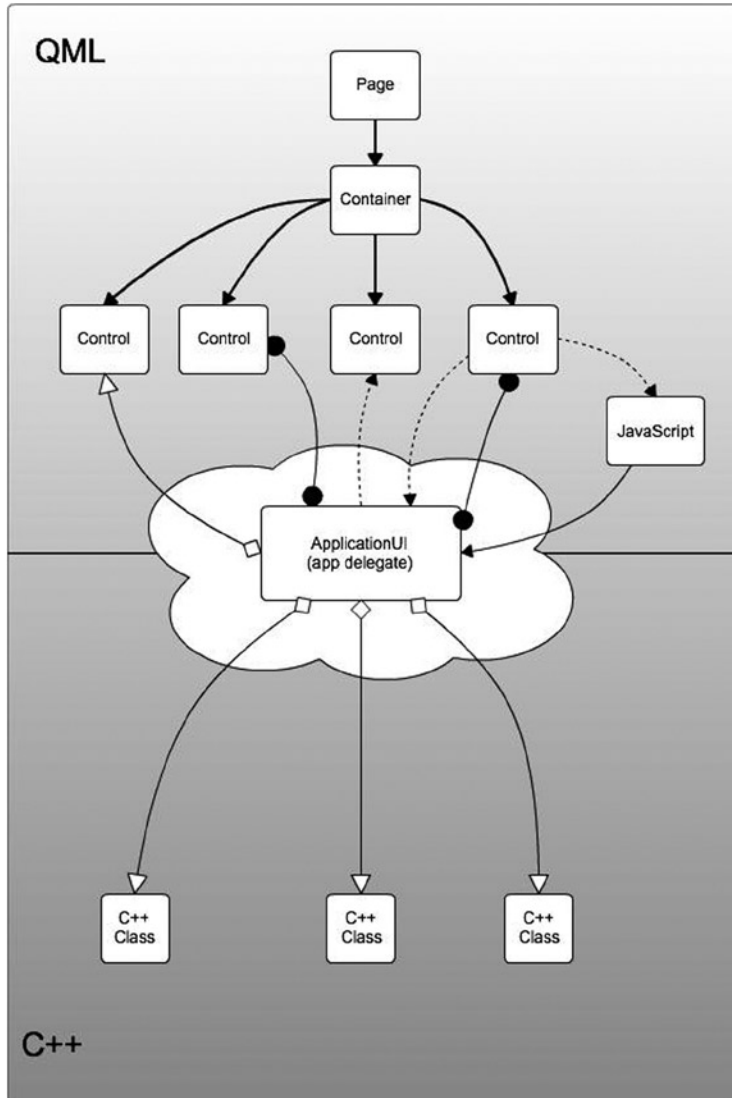 QML
Page
Container
Control
Control
Control
Control
JavaScript
ApplicationUI
(app delegate)
C++
Class
C++
Class
C++
Class
C++